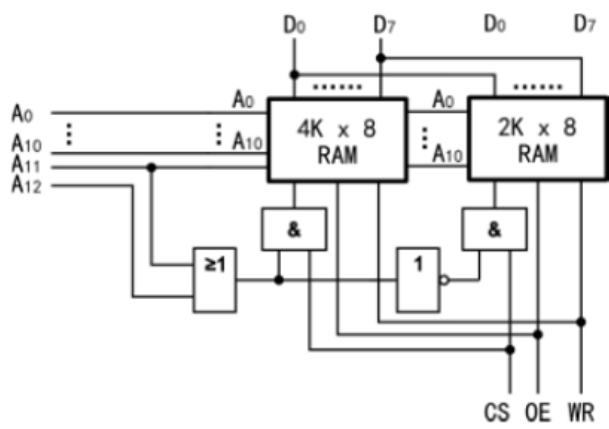 D0 D7 D0 D7
...... ......
A0 A0 A0
4K x 8 RAM
2K x 8 RAM
A10 A10 A10
A11
A12
& &
≥1 1
CS OE WR